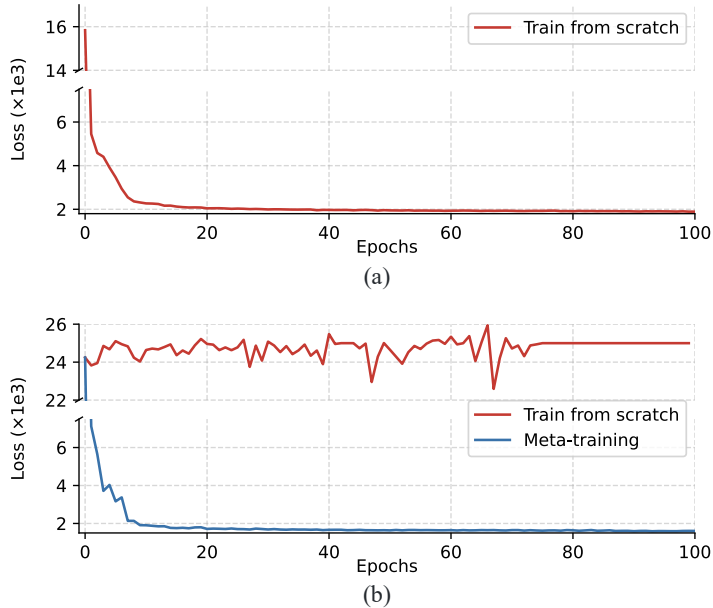 16
14
6
4
2
Loss (×1e3)
Train from scratch
0 20 40 60 80 100
Epochs
(a)
26
24
22
6
4
2
Loss (×1e3)
Train from scratch
Meta-training
0 20 40 60 80 100
Epochs
(b)